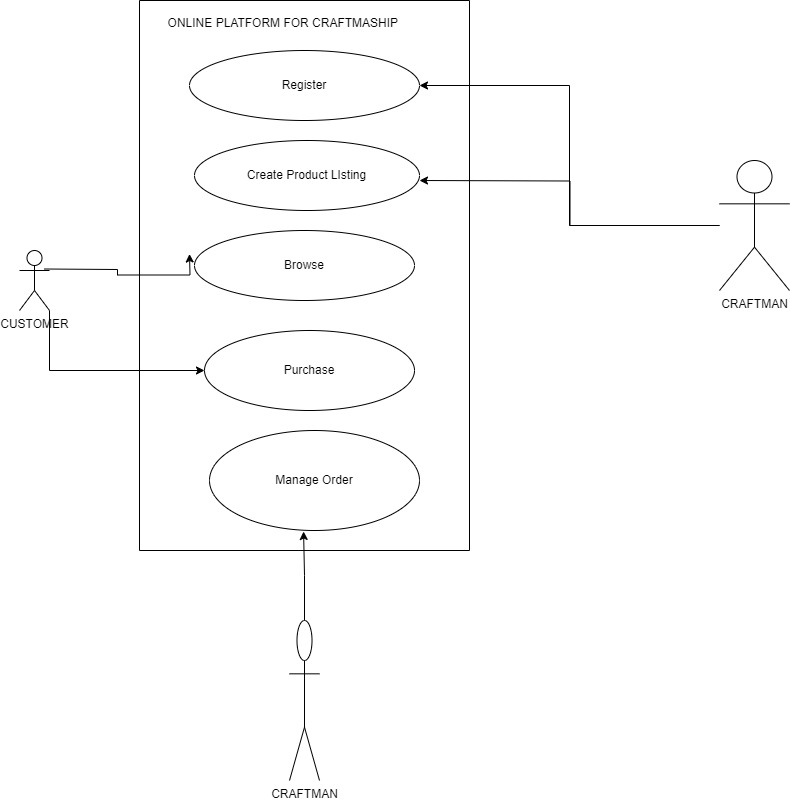 ONLINE PLATFORM FOR CRAFTMASHIP
Register
Create Product LIsting
Browse
CUSTOMER
CRAFTMAN
Purchase
Manage Order
CRAFTMAN